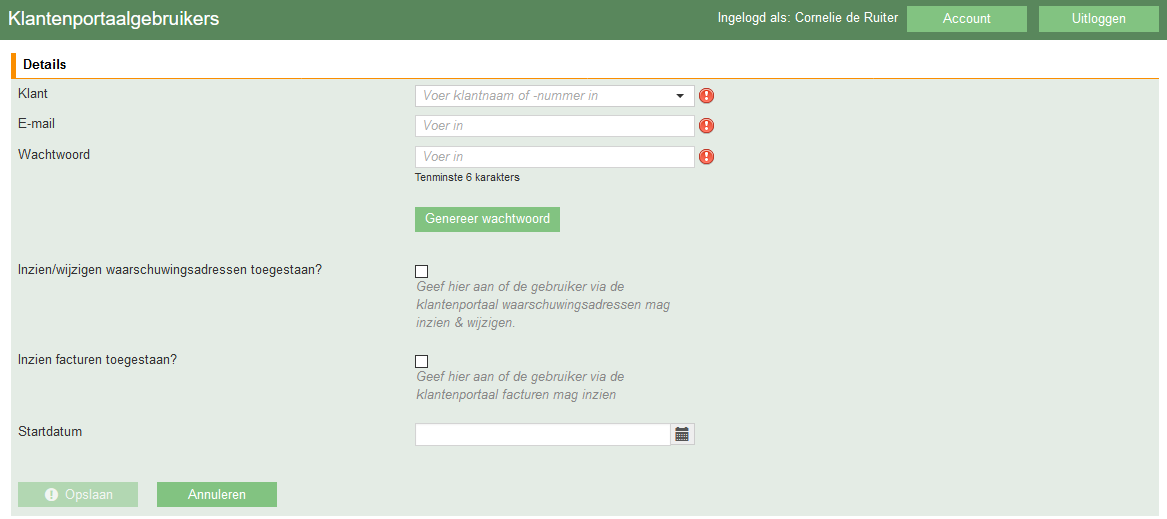 Klantenportaalgebruikers
Ingelogd als: Cornelie de Ruiter
Account
Uitloggen
Details
Klant
Voer klantnaam of -nummer in
E-mail
Voer in
Wachtwoord
Voer in
Tenminste 6 karakters
Genereer wachtwoord
Inzien/wijzigen waarschuwingsadressen toegestaan?
Geef hier aan of de gebruiker via de
klantenportaal waarschuwingsadressen mag
inzien & wijzigen.
Inzien facturen toegestaan?
Geef hier aan of de gebruiker via de
klantenportaal facturen mag inzien
Startdatum
Opslaan
Annuleren